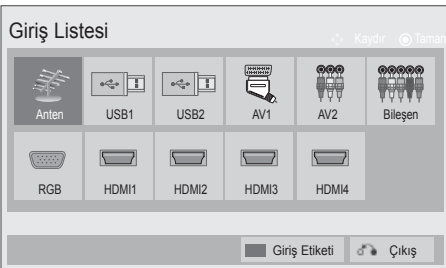 Giriş Listesi
Kaydır Tamam
Anten USB1 USB2 AV1 AV2 Bileşen
RGB HDMI1 HDMI2 HDMI3 HDMI4
Giriş Etiketi Çıkış